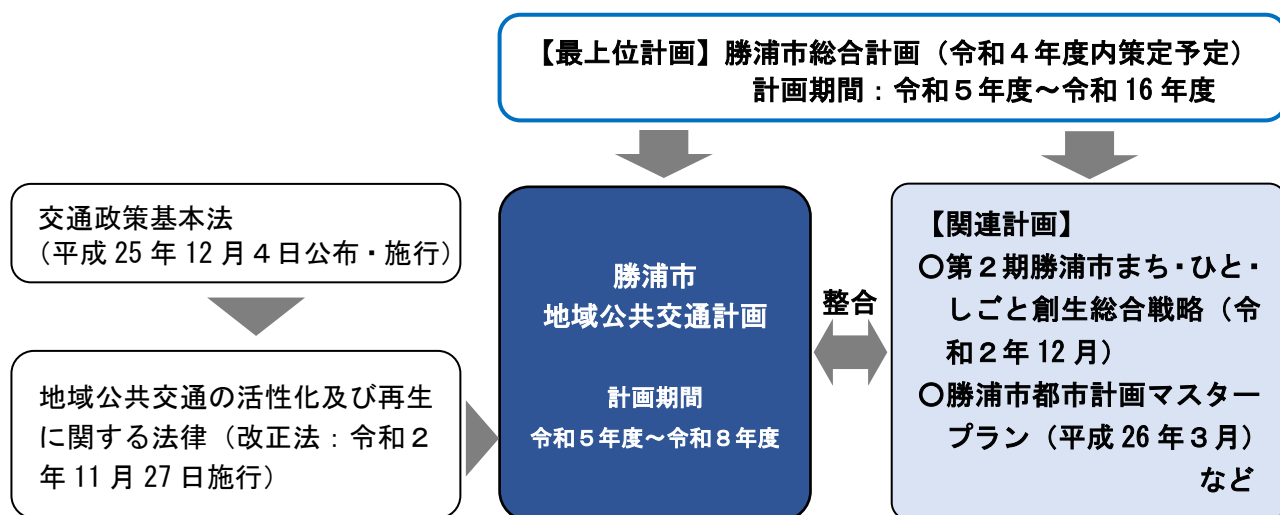 【最上位計画】勝浦市総合計画（令和４年度内策定予定）
計画期間：令和５年度～令和 16 年度
交通政策基本法
（平成 25 年 12 月４日公布・施行）
地域公共交通の活性化及び再生
に関する法律（改正法：令和２
年 11 月 27 日施行）
勝浦市
地域公共交通計画
計画期間
令和５年度～令和８年度
整合
【関連計画】
〇第２期勝浦市まち・ひと・
しごと創生総合戦略（令
和２年 12 月）
〇勝浦市都市計画マスター
プラン（平成 26 年３月）
など